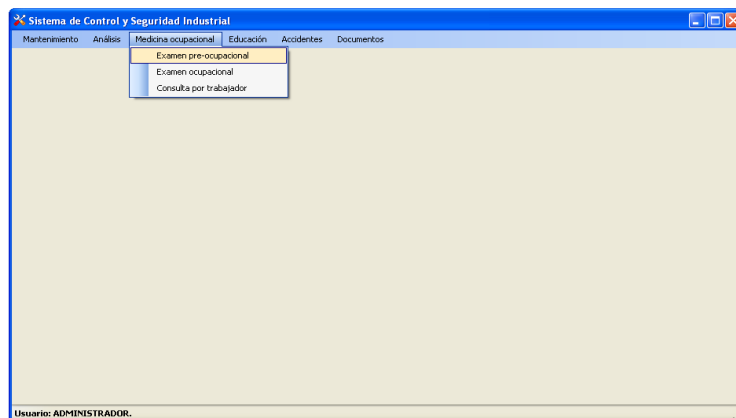 Sistema de Control y Seguridad Industrial
Mantenimiento Análisis Medicina ocupacional Educación Accidentes Documentos
Examen pre-ocupacional
Examen ocupacional
Consulta por trabajador
Usuario: ADMINISTRADOR.